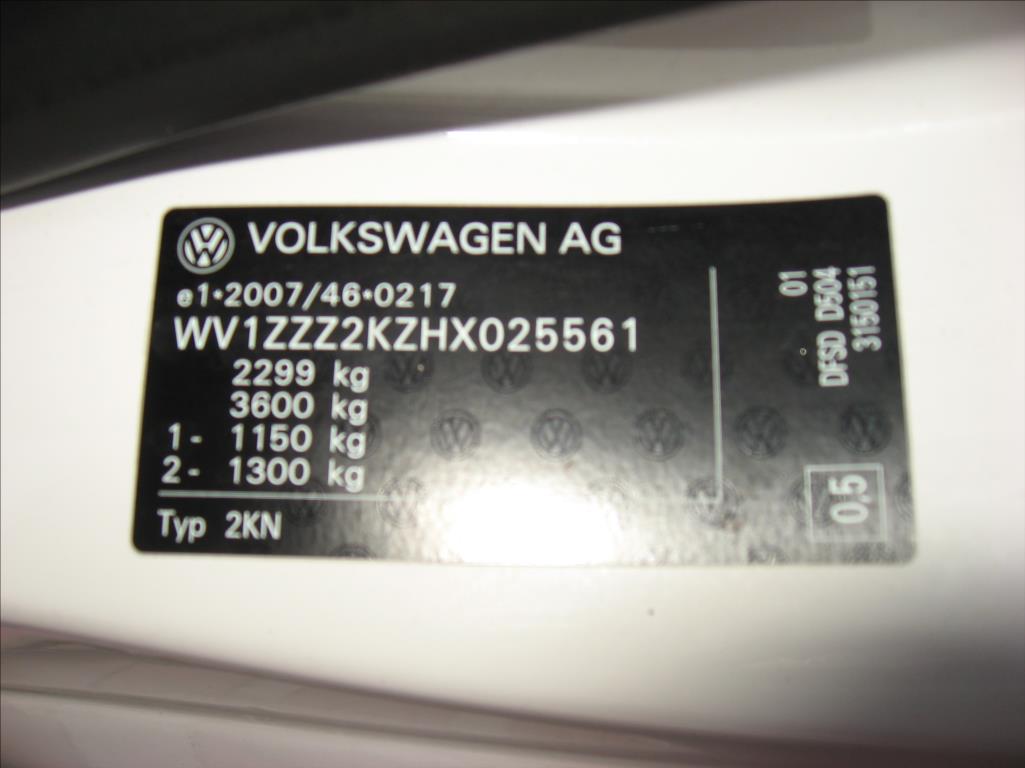 VOLKSWAGEN AG
e1*2007/46*0217
WV1ZZZ2KZHX025561
2299 kg
3600 kg
1- 1150 kg
2- 1300 kg
Typ 2KN
01
DFSD D504
3150151
0,5